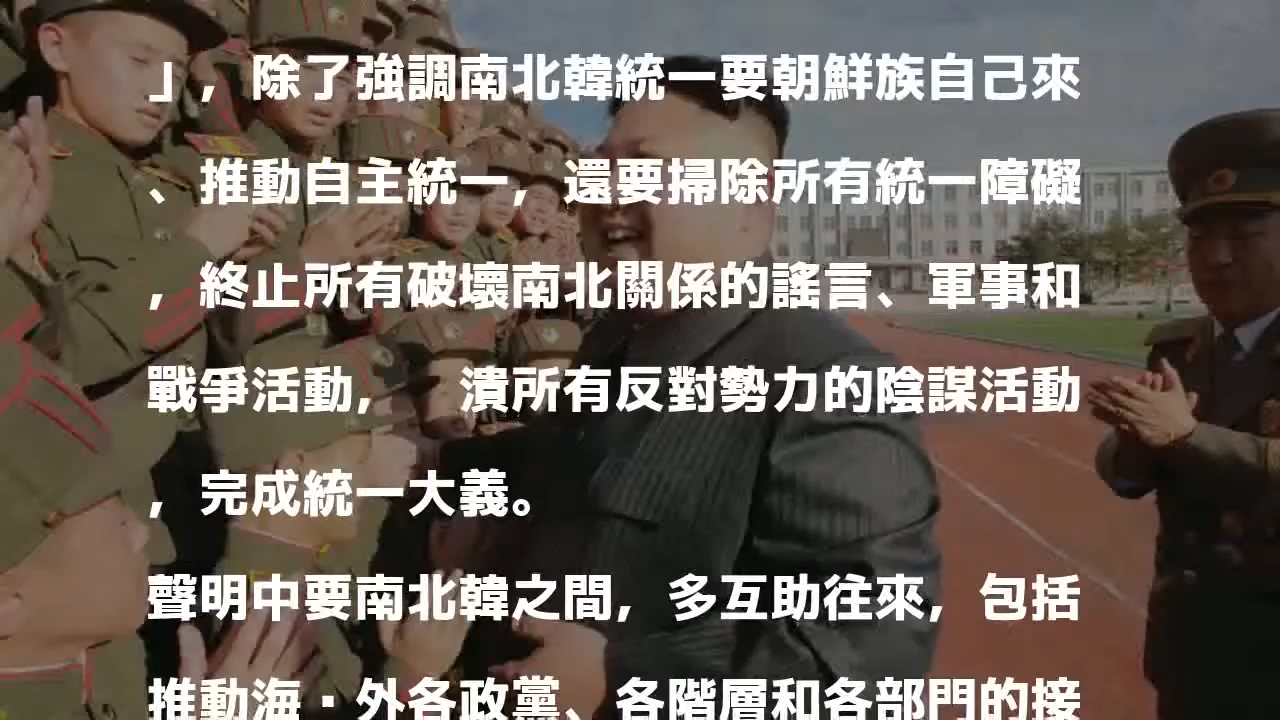 」，除了強調南北韓統一要朝鮮族自己來
、推動自主統一，還要掃除所有統一障礙
，終止所有破壞南北關係的謠言、軍事和
戰爭活動，　潰所有反對勢力的陰謀活動
，完成統一大義。
聲明中要南北韓之間，多互助往來，包括
推動海·外各政黨、各階層和各部門的接